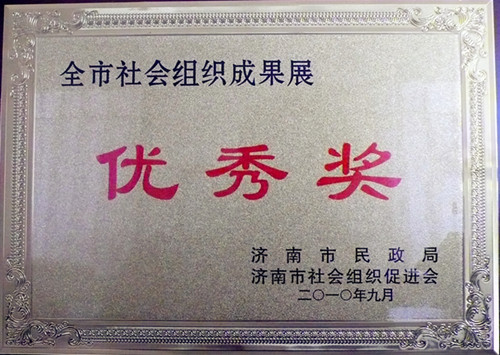 全市社会组织成果展
优秀奖
济南市民政局
济南市社会组织促进会
二〇一〇年九月